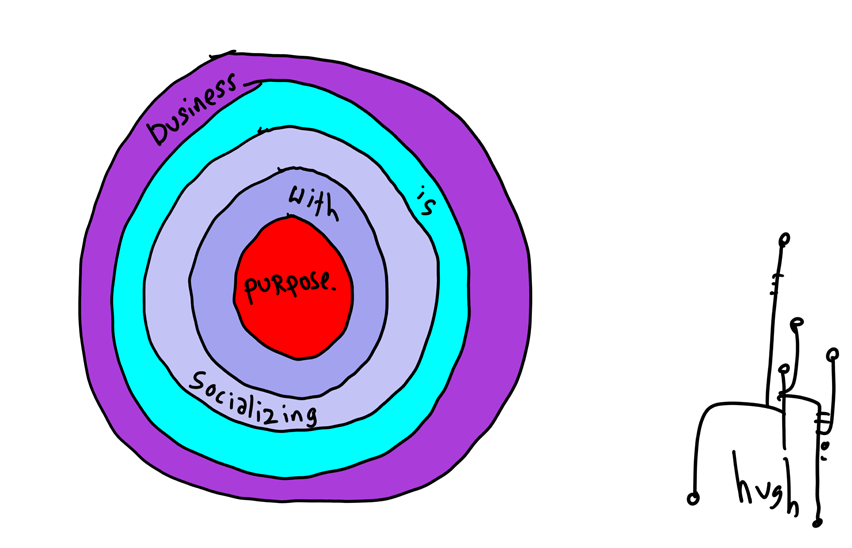 business
is
socializing
with
purpose.
hugh